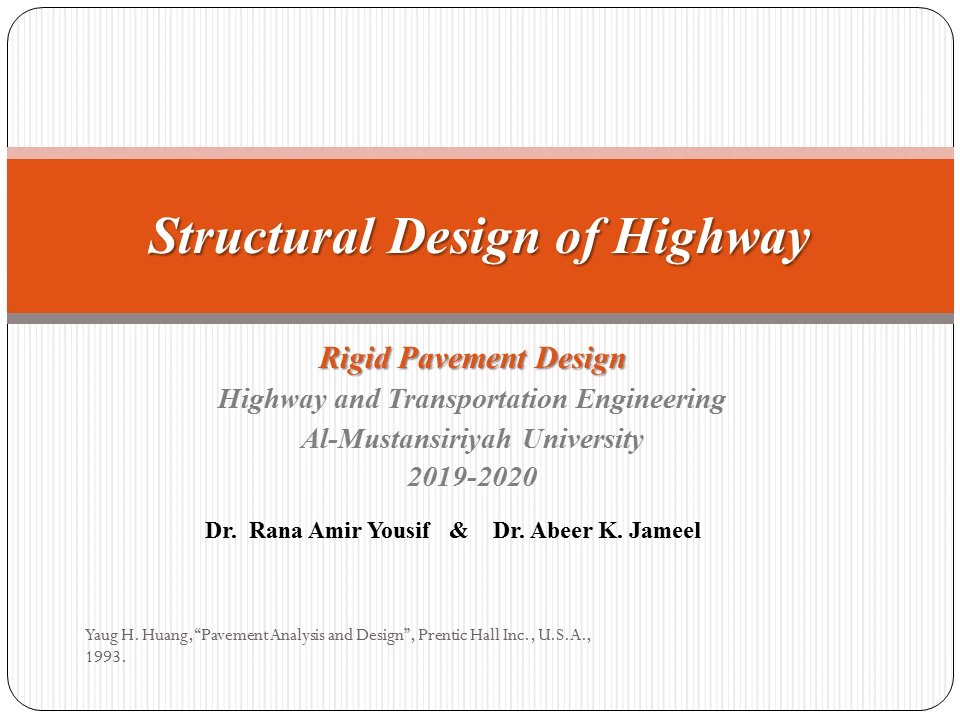 Structural Design of Highway
Rigid Pavement Design
Highway and Transportation Engineering
Al-Mustansiriyah University
2019-2020
Dr. Rana Amir Yousif & Dr. Abeer K. Jameel
Yaug H. Huang, “Pavement Analysis and Design”, Prentic Hall Inc., U.S.A.,
1993.